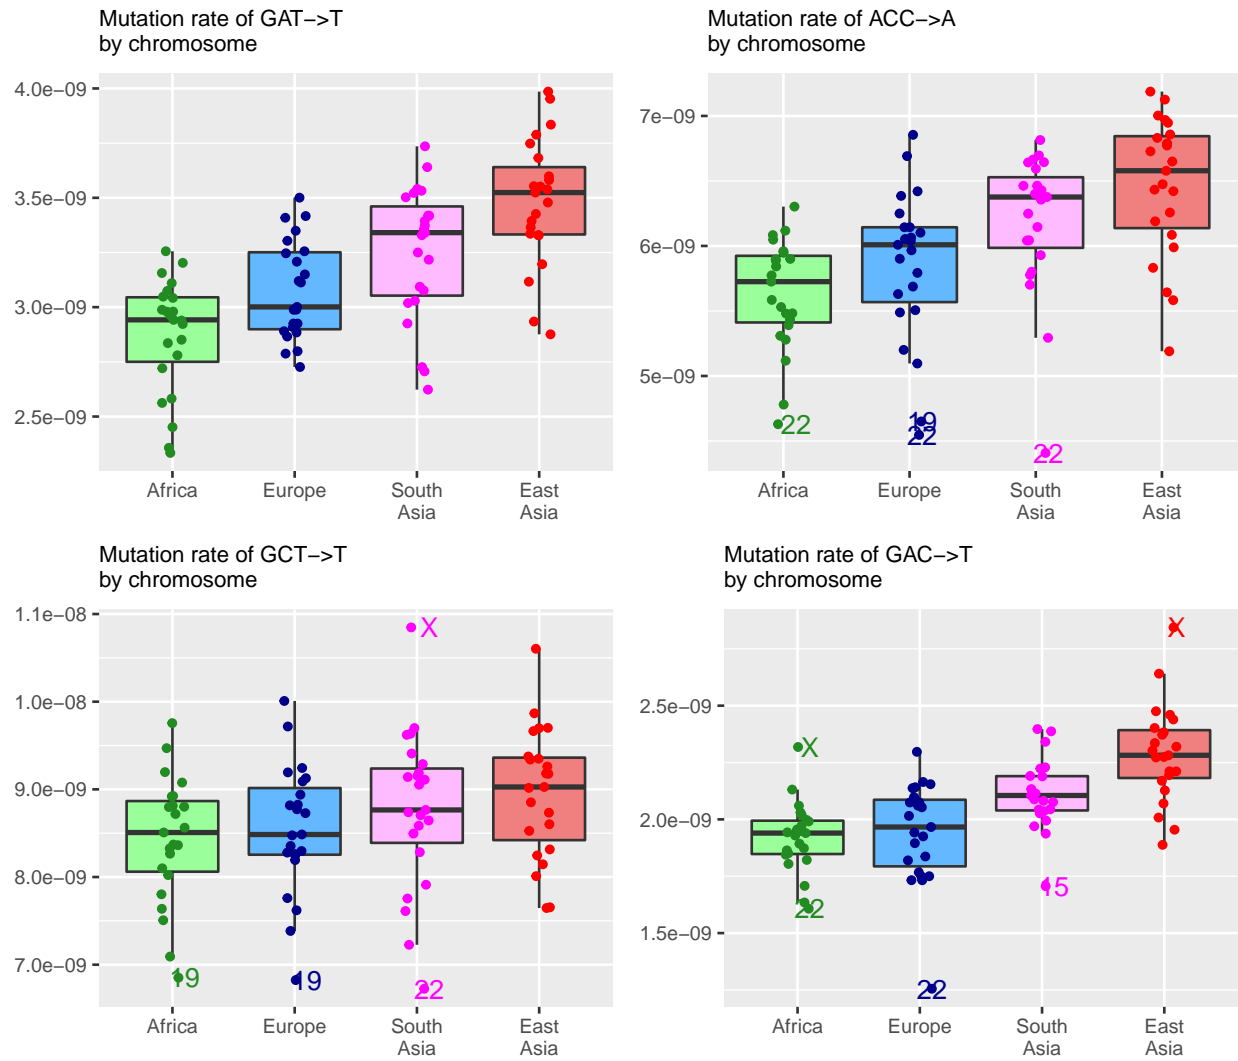 Mutation rate of GAT−>T
by chromosome
4.0e−09
3.5e−09
3.0e−09
2.5e−09
Africa
Europe
South
Asia
East
Asia
Mutation rate of ACC−>A
by chromosome
7e−09
6e−09
5e−09
22
19
22
22
Africa
Europe
South
Asia
East
Asia
Mutation rate of GCT−>T
by chromosome
1.1e−08
1.0e−08
9.0e−09
8.0e−09
7.0e−09
X
19
19
22
Africa
Europe
South
Asia
East
Asia
Mutation rate of GAC−>T
by chromosome
2.5e−09
2.0e−09
1.5e−09
X
X
22
15
22
Africa
Europe
South
Asia
East
Asia